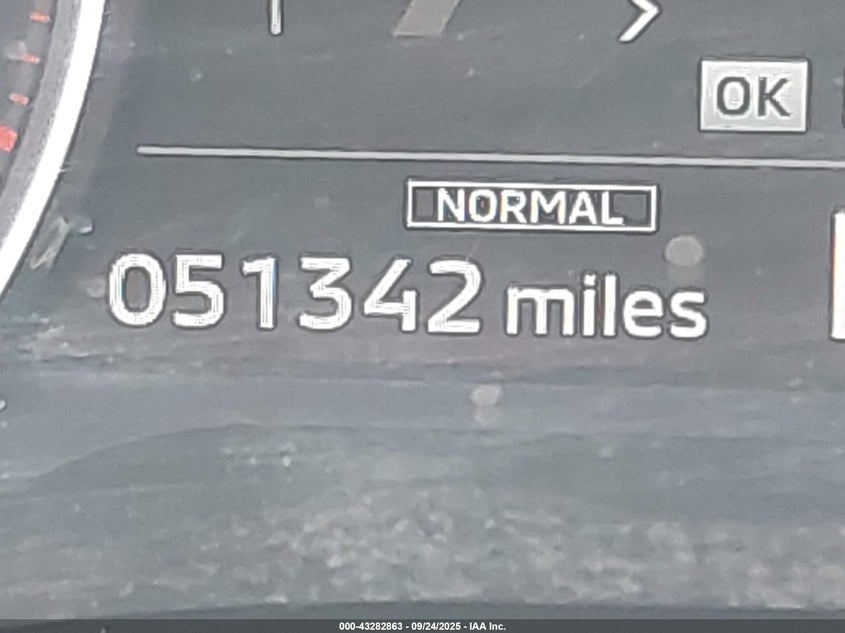 OK
NORMAL
051342 miles
000-43282863 - 09/24/2025 - IAA Inc.